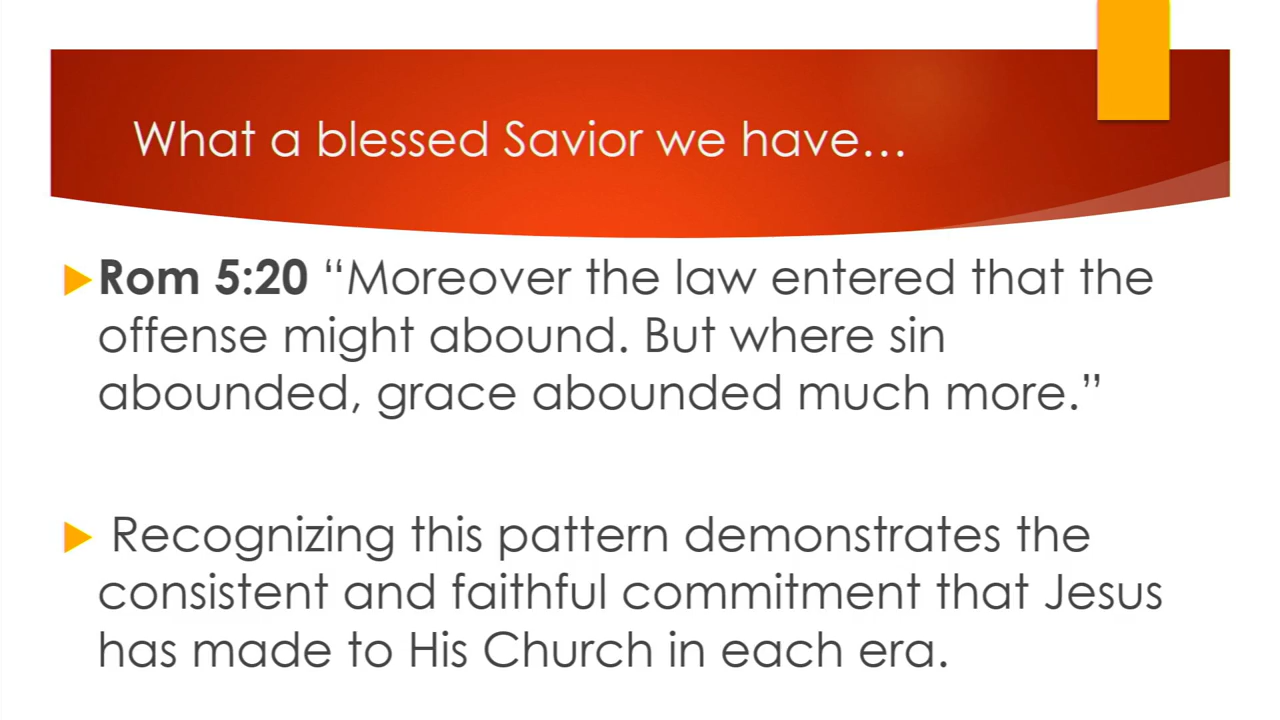 What a blessed Savior we have…
Rom 5:20 “Moreover the law entered that the
offense might abound. But where sin
abounded, grace abounded much more.”
Recognizing this pattern demonstrates the
consistent and faithful commitment that Jesus
has made to His Church in each era.